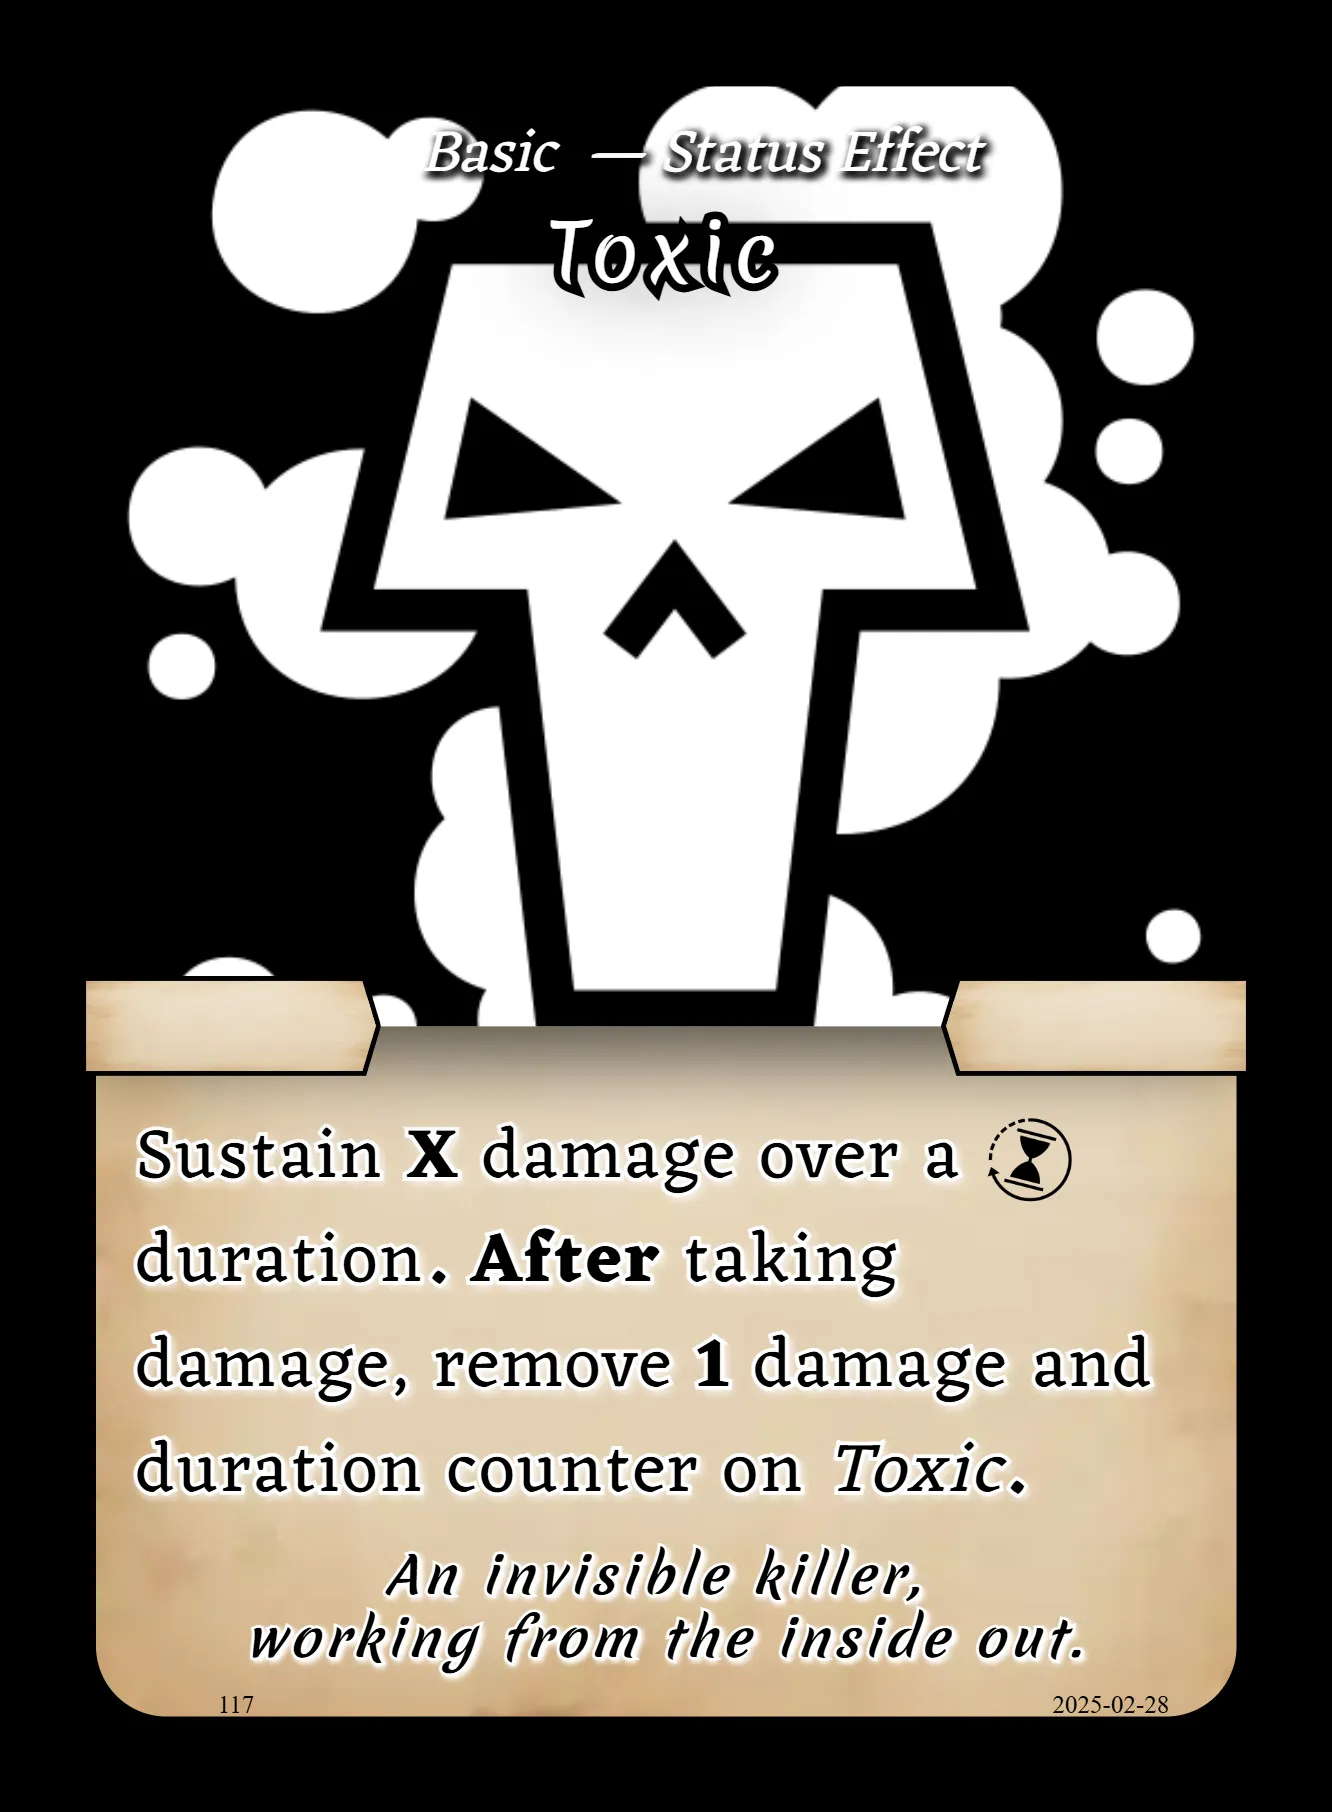 Basic — Status Effect
Toxic
Sustain X damage over a
duration. After taking
damage, remove 1 damage and
duration counter on Toxic.
An invisible killer,
working from the inside out.
117
2025-02-28